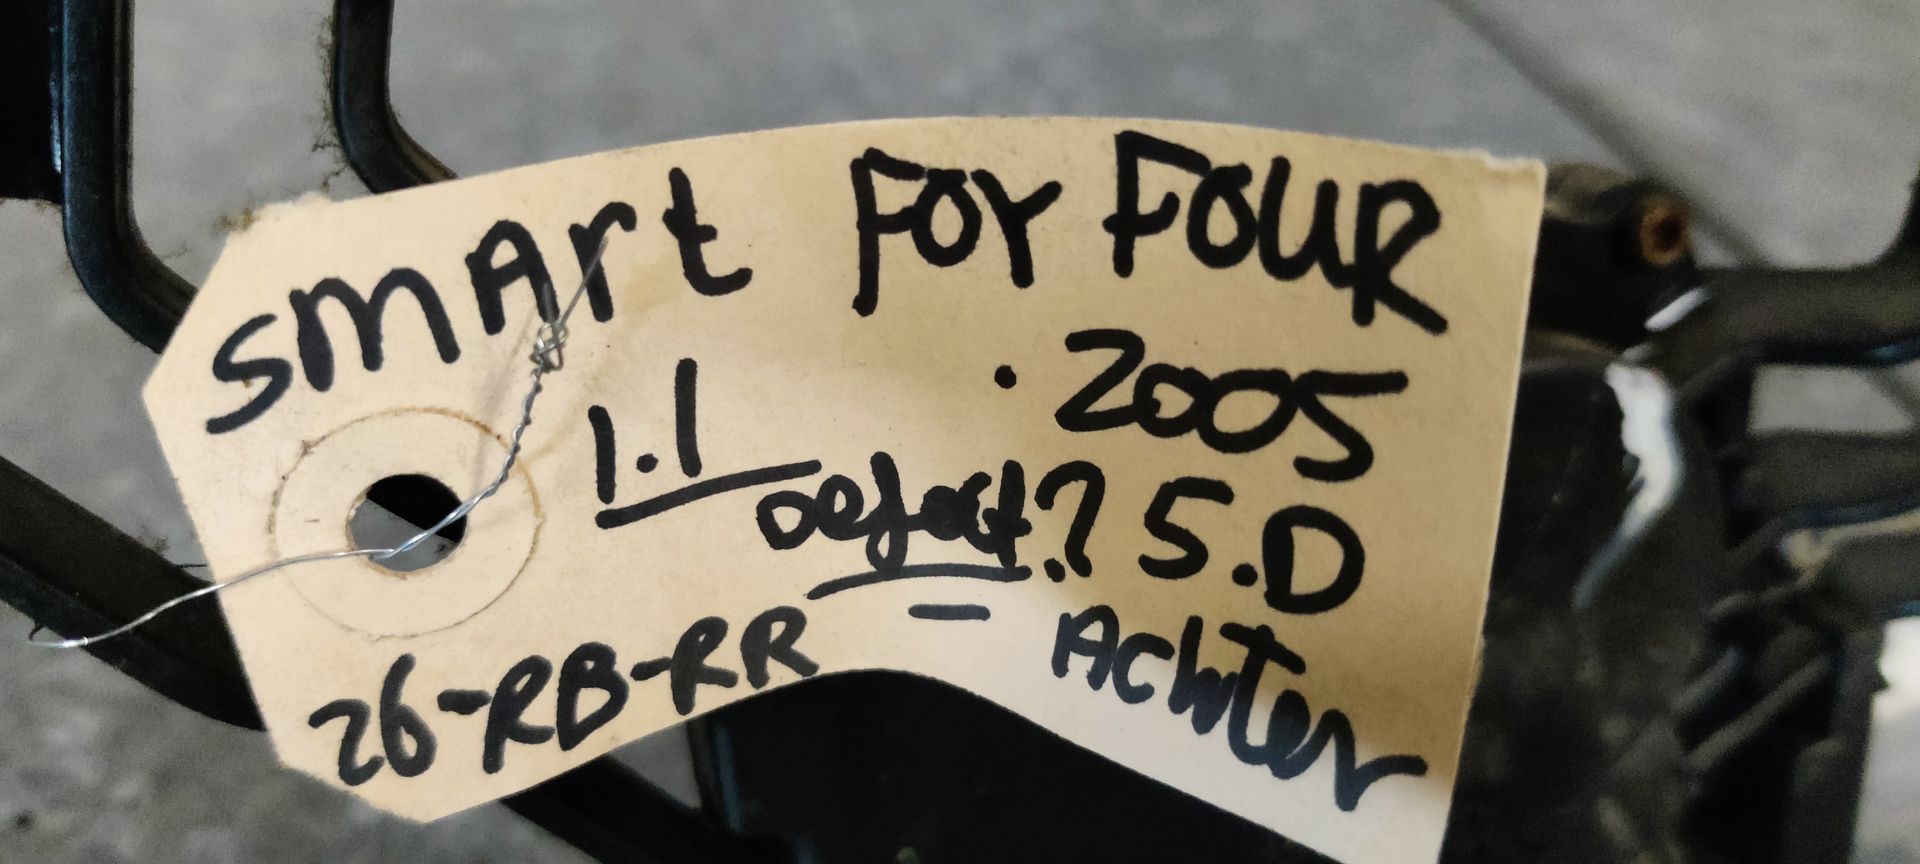 SMArt FOr FOUR
1.1 . 2005
Defect? 5.D
26-RB-RR - Achter